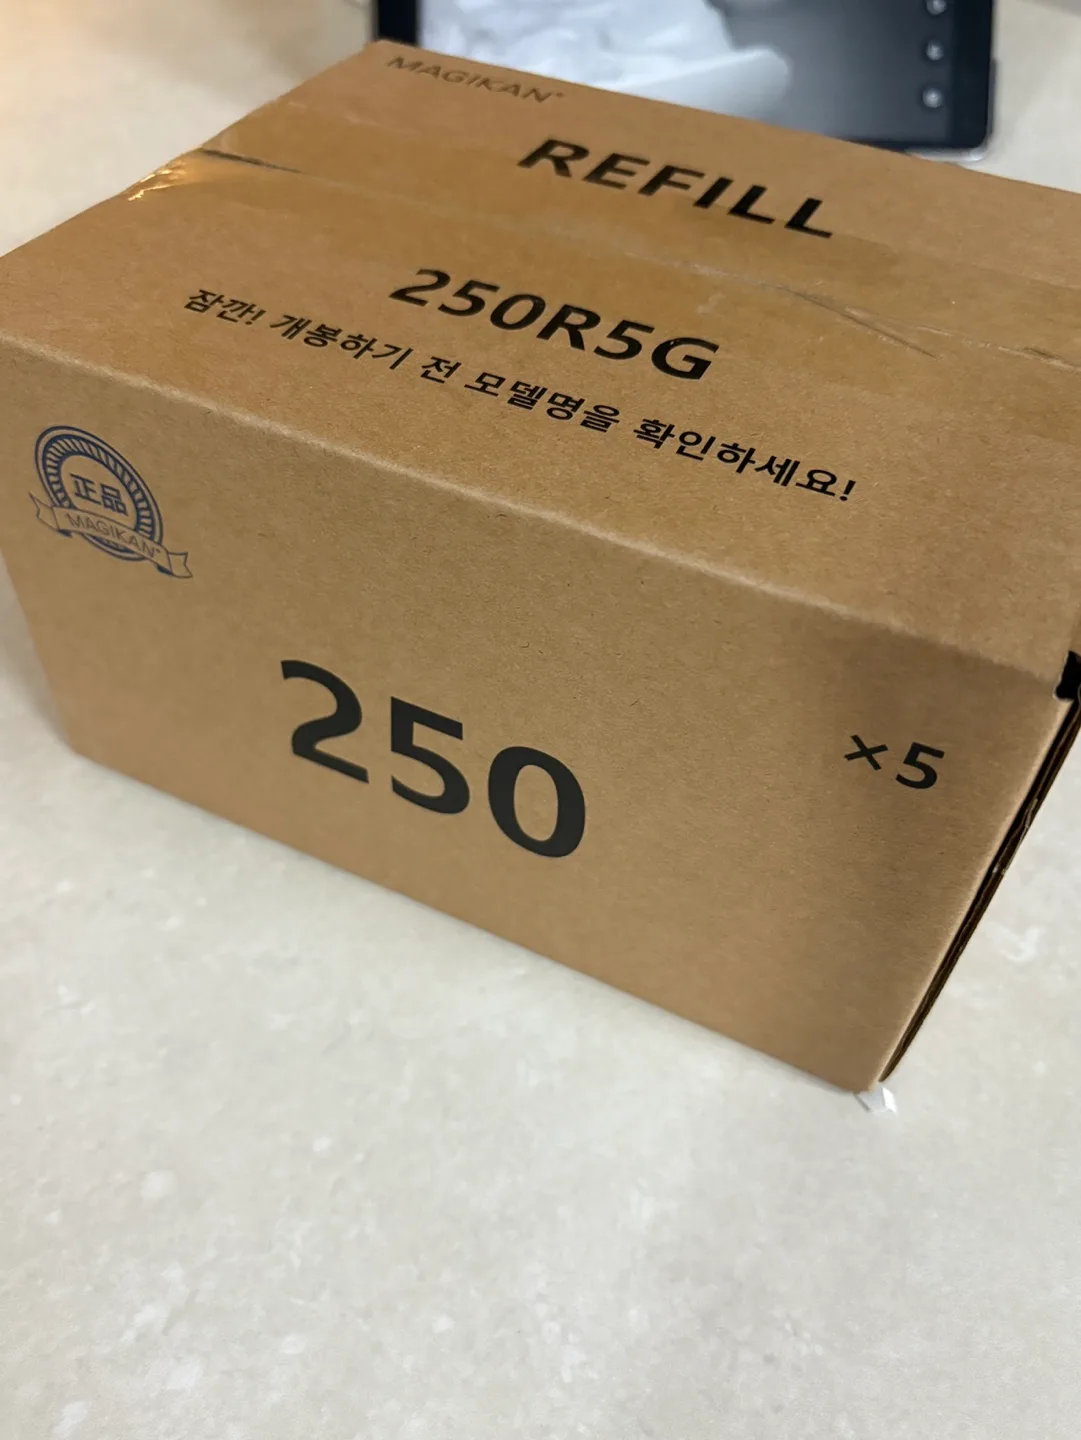 MAGIKAN®
REFILL
250R5G
잠깐! 개봉하기 전 모델명을 확인하세요!
正品
MAGIKAN®
250
×5